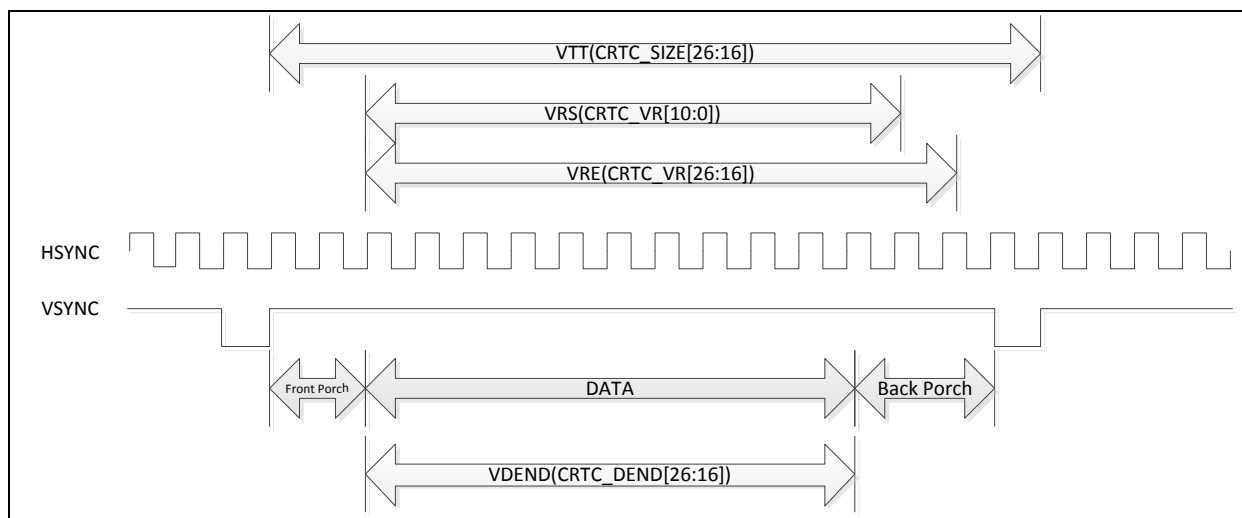 VTT(CRTC_SIZE[26:16])
VRS(CRTC_VR[10:0])
VRE(CRTC_VR[26:16])
HSYNC
VSYNC
Front Porch
DATA
Back Porch
VDEND(CRTC_DEND[26:16])